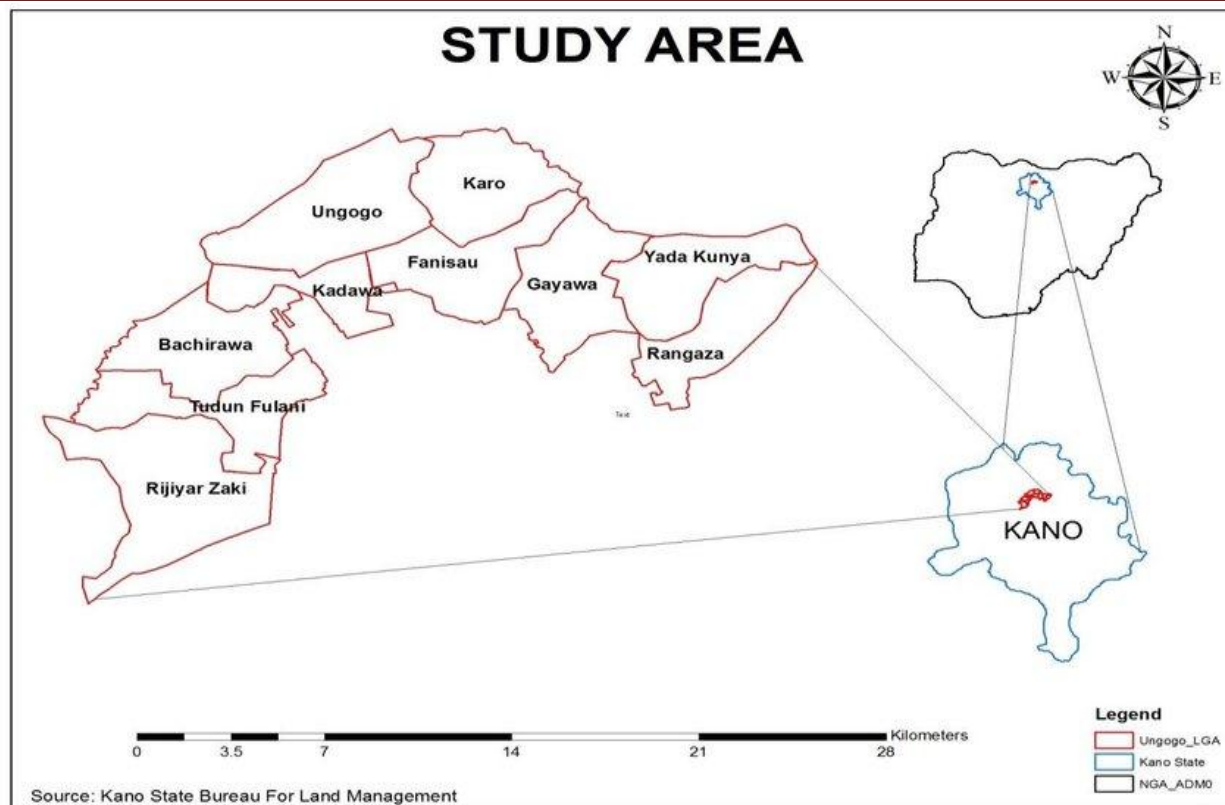 STUDY AREA
N
W E
S
Karo
Ungogo
Yada Kunya
Fanisau
Gayawa
Kadawa
Bachirawa
Rangaza
Tudun Fulani
Text
Rijiyar Zaki
KANO
Legend
Ungogo_LGA
Kano State
NGA_ADM0
Kilometers
0 3.5 7 14 21 28
Source: Kano State Bureau For Land Management